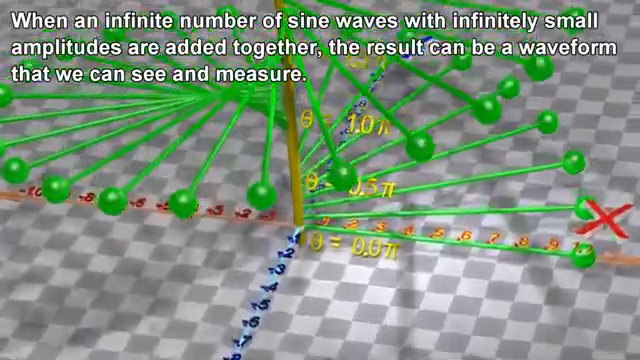 When an infinite number of sine waves with infinitely small
amplitudes are added together, the result can be a waveform
that we can see and measure.
θ = 1.0π
θ = 0.5π
θ = 0.0π